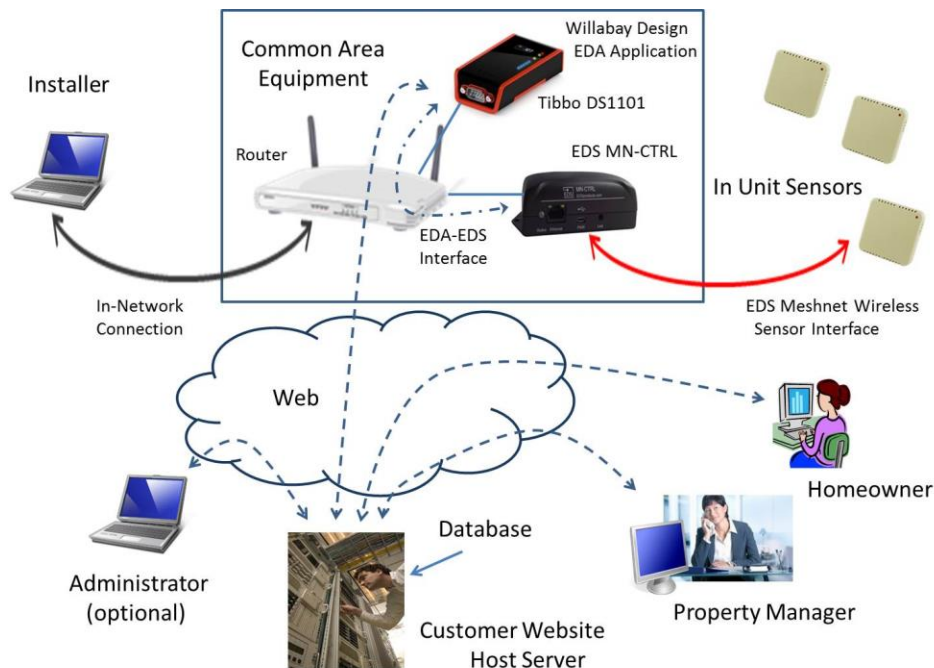 Willabay Design
EDA Application
Common Area
Equipment
Installer
Tibbo DS1101
Router
EDS MN-CTRL
In Unit Sensors
EDA-EDS
Interface
In-Network
Connection
EDS Meshnet Wireless
Sensor Interface
Web
Homeowner
Database
Administrator
(optional)
Property Manager
Customer Website
Host Server
MN-CTRL